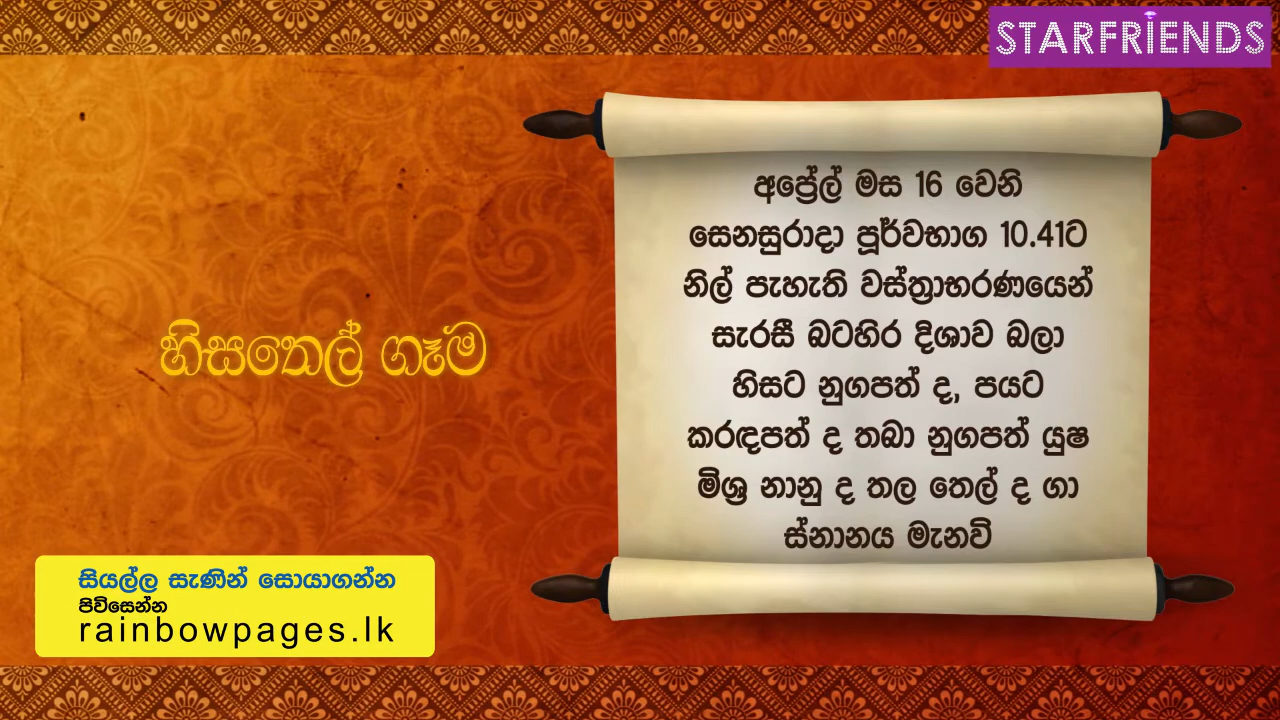 STARFRIENDS
හිසතෙල් ගෑම
අප්‍රේල් මස 16 වෙනි
සෙනසුරාදා පූර්වභාග 10.41ට
නිල් පැහැති වස්ත්‍රාභරණයෙන්
සැරසී බටහිර දිශාව බලා
හිසට නුගපත් ද, පයට
කරඳපත් ද තබා නුගපත් යුෂ
මිශ්‍ර නානු ද තල තෙල් ද ගා
ස්නානය මැනවි
සියල්ල සැණින් සොයාගන්න
පිවිසෙන්න
rainbowpages.lk